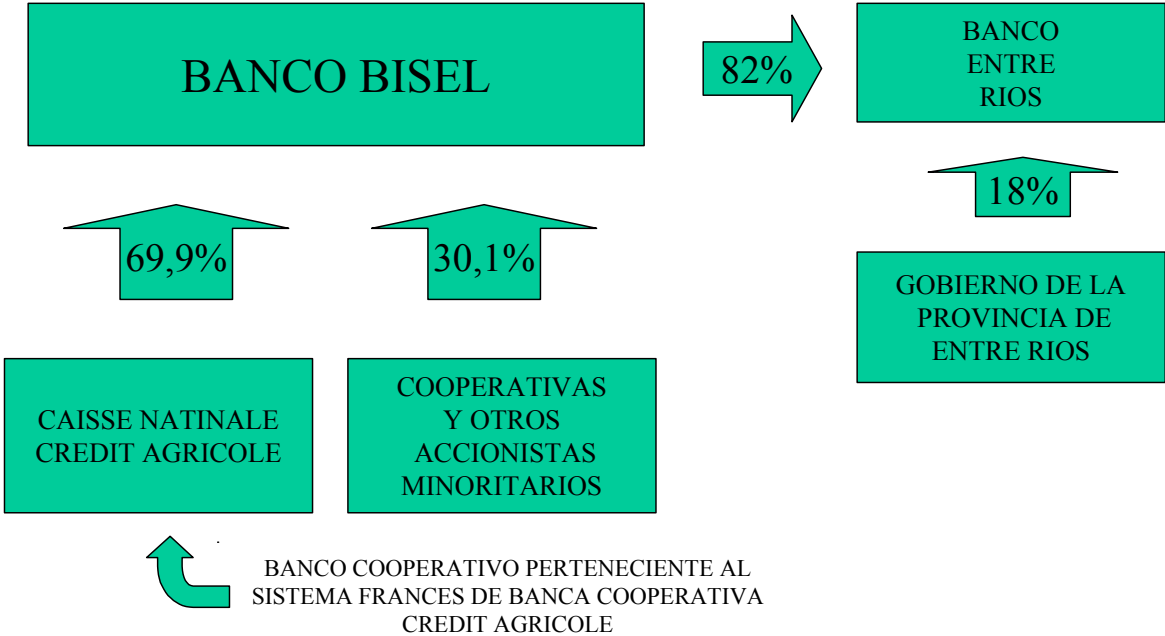 BANCO BISEL
82%
BANCO
ENTRE
RIOS
69,9%
30,1%
18%
CAISSE NATINALE
CREDIT AGRICOLE
COOPERATIVAS
Y OTROS
ACCIONISTAS
MINORITARIOS
GOBIERNO DE LA
PROVINCIA DE
ENTRE RIOS
BANCO COOPERATIVO PERTENECIENTE AL
SISTEMA FRANCES DE BANCA COOPERATIVA
CREDIT AGRICOLE